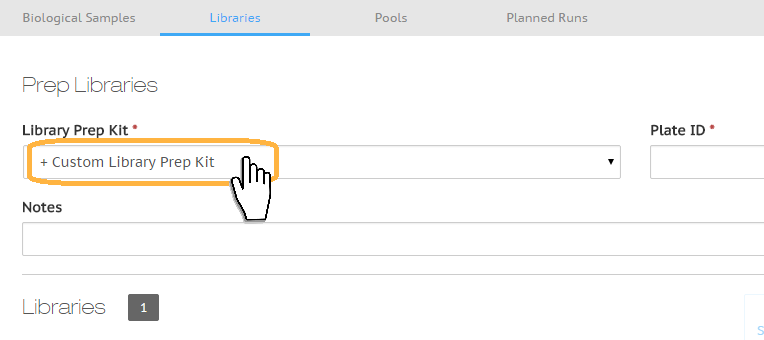 Biological Samples Libraries Pools Planned Runs
Prep Libraries
Library Prep Kit * Plate ID *
+ Custom Library Prep Kit
Notes
Libraries 1
S